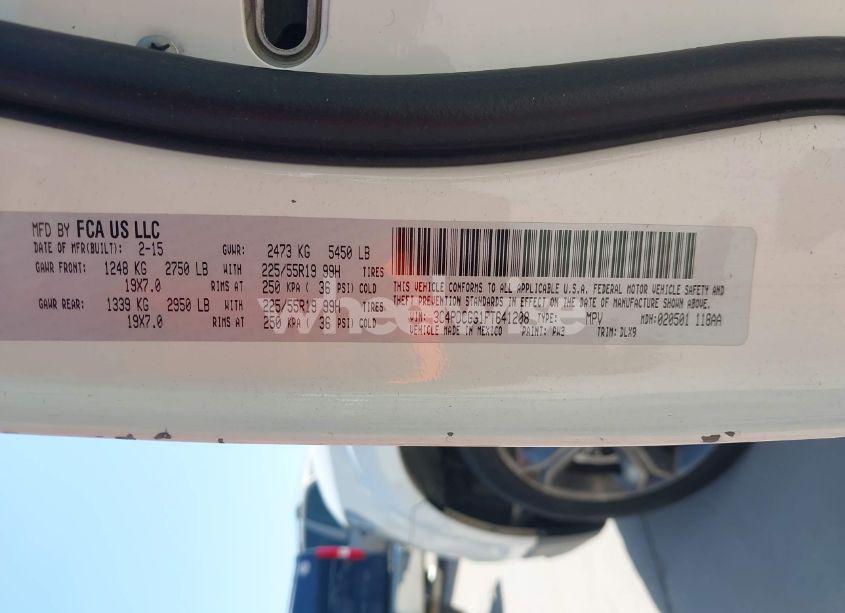 MFD BY FCA US LLC
DATE OF MFR(BUILT): 2-15 GVWR: 2473 KG 5450 LB
GAWR FRONT: 1248 KG 2750 LB WITH 225/55R19 99H TIRES
19X7.0 RIMS AT 250 KPA ( 36 PSI) COLD
GAWR REAR: 1339 KG 2950 LB WITH 225/55R19 99H TIRES
19X7.0 RIMS AT 250 KPA ( 36 PSI) COLD
THIS VEHICLE CONFORMS TO ALL APPLICABLE U.S.A. FEDERAL MOTOR VEHICLE SAFETY AND
THEFT PREVENTION STANDARDS IN EFFECT ON THE DATE OF MANUFACTURE SHOWN ABOVE.
VIN: 3C4PDCGG1FT641208 TYPE: MPV MDH:020501 118AA
VEHICLE MADE IN MEXICO PAINT: PW3 TRIM: DLX9